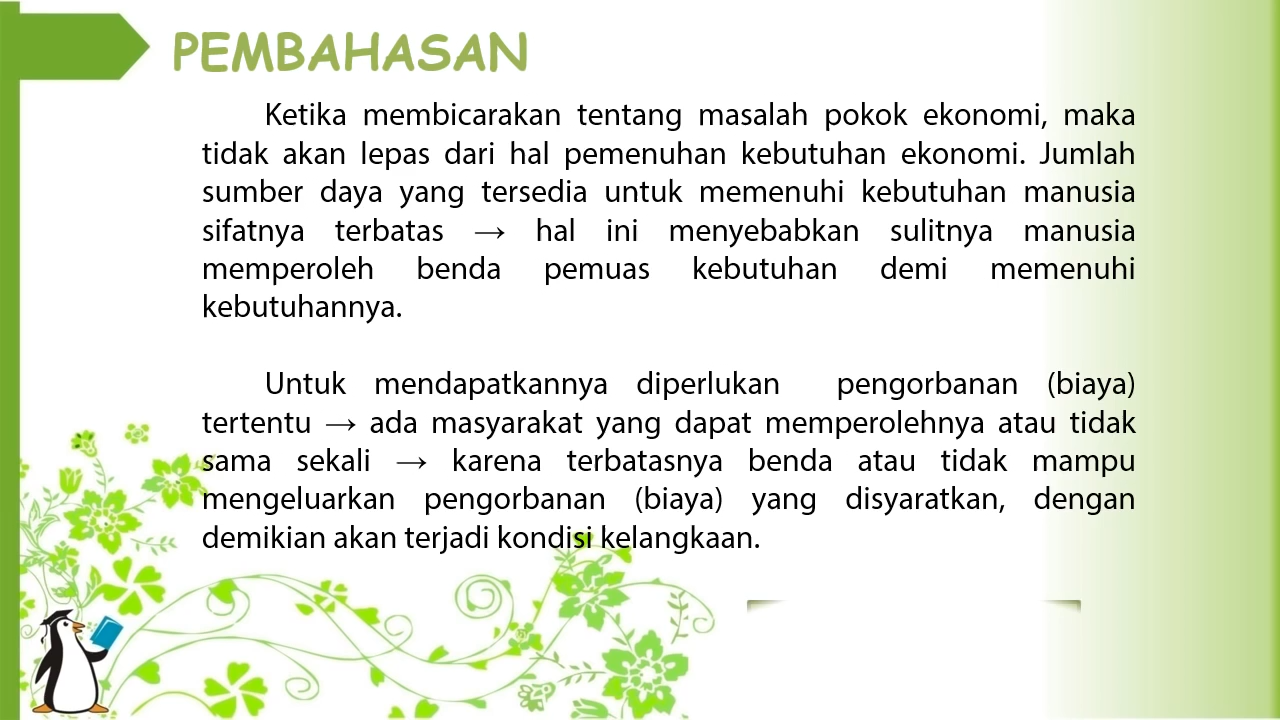 PEMBAHASAN
Ketika membicarakan tentang masalah pokok ekonomi, maka
tidak akan lepas dari hal pemenuhan kebutuhan ekonomi. Jumlah
sumber daya yang tersedia untuk memenuhi kebutuhan manusia
sifatnya terbatas → hal ini menyebabkan sulitnya manusia
memperoleh benda pemuas kebutuhan demi memenuhi
kebutuhannya.
Untuk mendapatkannya diperlukan pengorbanan (biaya)
tertentu → ada masyarakat yang dapat memperolehnya atau tidak
sama sekali → karena terbatasnya benda atau tidak mampu
mengeluarkan pengorbanan (biaya) yang disyaratkan, dengan
demikian akan terjadi kondisi kelangkaan.